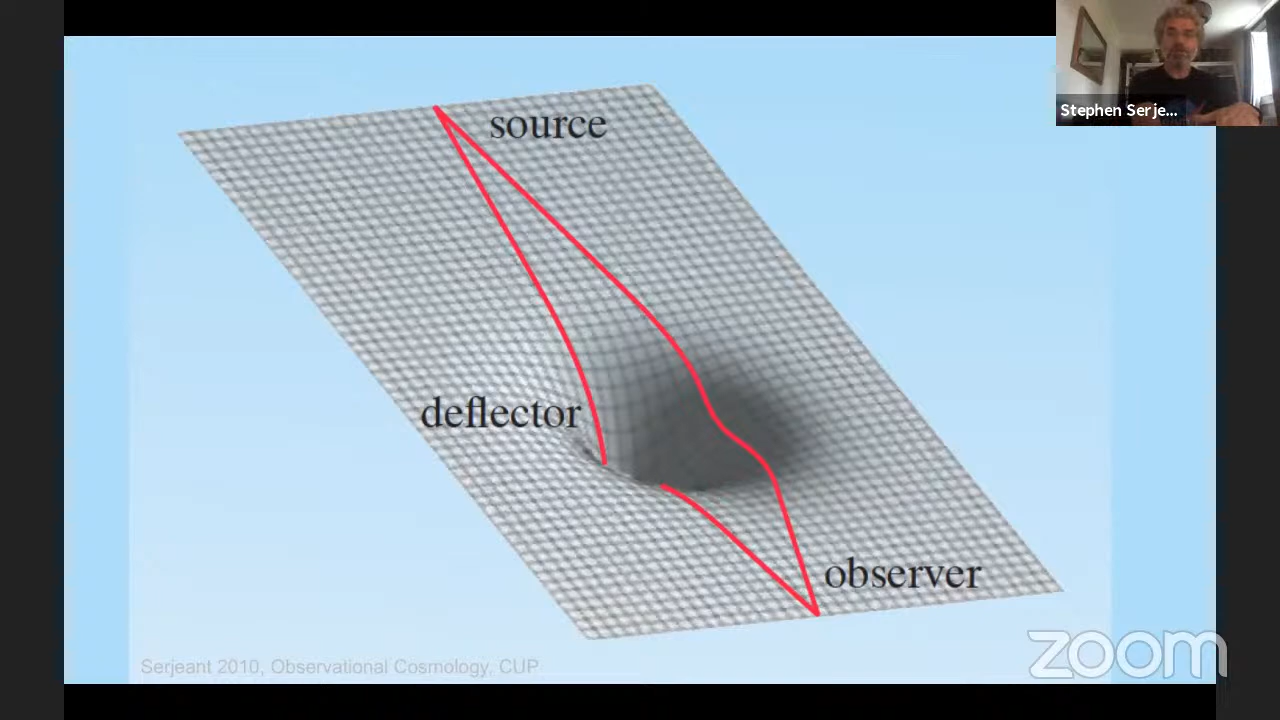 Stephen Serje...
source
deflector
observer
Serjeant 2010, Observational Cosmology, CUP
zoom